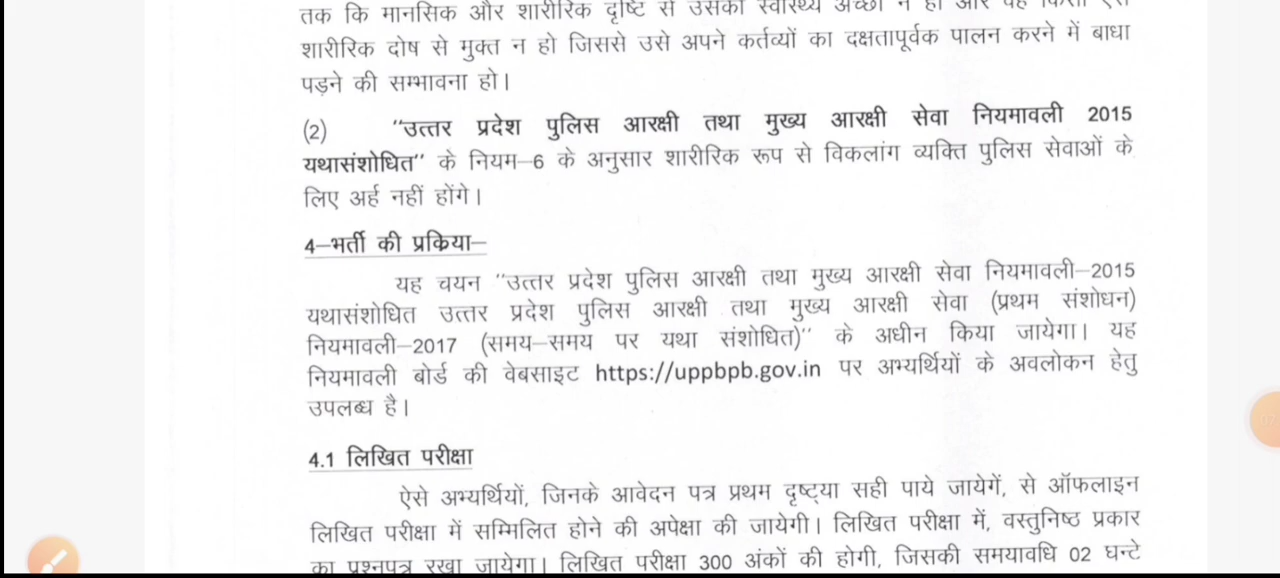 तक कि मानसिक और शारीरिक दृष्टि से उसका स्वास्थ्य अच्छा न हो और वह किसी ऐसे
शारीरिक दोष से मुक्त न हो जिससे उसे अपने कर्तव्यों का दक्षतापूर्वक पालन करने में बाधा
पड़ने की सम्भावना हो।
(2) “उत्तर प्रदेश पुलिस आरक्षी तथा मुख्य आरक्षी सेवा नियमावली 2015
यथासंशोधित” के नियम–6 के अनुसार शारीरिक रूप से विकलांग व्यक्ति पुलिस सेवाओं के
लिए अर्ह नहीं होंगे।
4–भर्ती की प्रक्रिया–
यह चयन “उत्तर प्रदेश पुलिस आरक्षी तथा मुख्य आरक्षी सेवा नियमावली–2015
यथासंशोधित उत्तर प्रदेश पुलिस आरक्षी तथा मुख्य आरक्षी सेवा (प्रथम संशोधन)
नियमावली–2017 (समय–समय पर यथा संशोधित)” के अधीन किया जायेगा। यह
नियमावली बोर्ड की वेबसाइट https://uppbpb.gov.in पर अभ्यर्थियों के अवलोकन हेतु
उपलब्ध है।
4.1 लिखित परीक्षा
ऐसे अभ्यर्थियों, जिनके आवेदन पत्र प्रथम दृष्ट्या सही पाये जायेगें, से ऑफलाइन
लिखित परीक्षा में सम्मिलित होने की अपेक्षा की जायेगी। लिखित परीक्षा में, वस्तुनिष्ठ प्रकार
का प्रश्नपत्र रखा जायेगा। लिखित परीक्षा 300 अंकों की होगी, जिसकी समयावधि 02 घन्टे